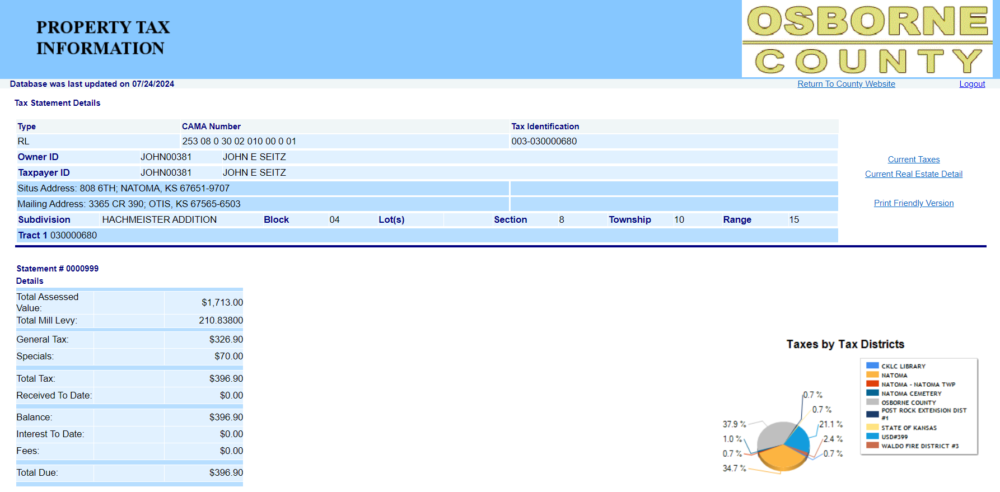 PROPERTY TAX
INFORMATION
OSBORNE
COUNTY
Database was last updated on 07/24/2024
Return To County Website
Logout
Tax Statement Details
Type CAMA Number Tax Identification
RL 253 08 0 30 02 010 00 0 01 003-030000680
Owner ID JOHN00381 JOHN E SEITZ
Taxpayer ID JOHN00381 JOHN E SEITZ
Situs Address: 808 6TH; NATOMA, KS 67651-9707
Mailing Address: 3365 CR 390; OTIS, KS 67565-6503
Subdivision HACHMEISTER ADDITION Block 04 Lot(s) Section 8 Township 10 Range 15
Tract 1 030000680
Current Taxes
Current Real Estate Detail
Print Friendly Version
Statement # 0000999
Details
Total Assessed
Value: $1,713.00
Total Mill Levy: 210.83800
General Tax: $326.90
Specials: $70.00
Total Tax: $396.90
Received To Date: $0.00
Balance: $396.90
Interest To Date: $0.00
Fees: $0.00
Total Due: $396.90
Taxes by Tax Districts
0.7 %
0.7 %
37.9 %
21.1 %
1.0 %
2.4 %
0.7 %
0.7 %
34.7 %
CKLC LIBRARY
NATOMA
NATOMA - NATOMA TWP
NATOMA CEMETERY
OSBORNE COUNTY
POST ROCK EXTENSION DIST
#1
STATE OF KANSAS
USD#399
WALDO FIRE DISTRICT #3